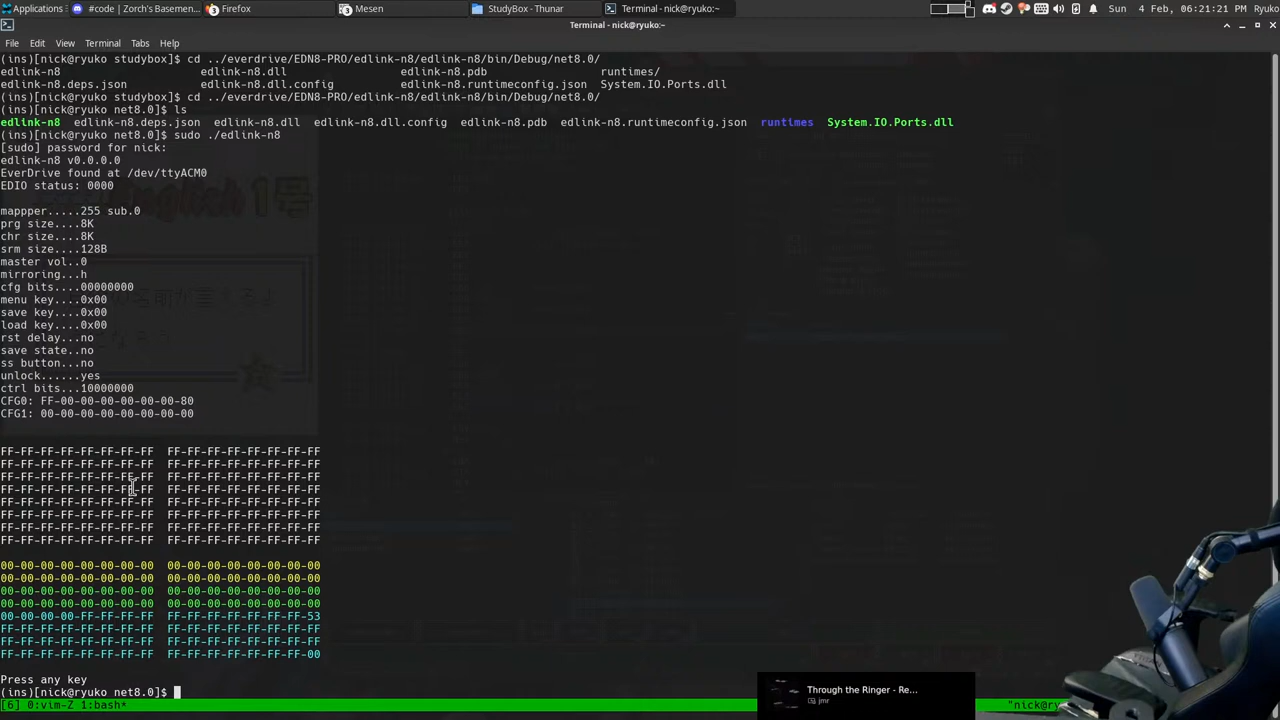 Applications
#code | Zorch's Basemen...
Firefox
Mesen
StudyBox - Thunar
Terminal - nick@ryuko:~
Sun 4 Feb, 06:21:21 PM Ryuko
Terminal - nick@ryuko:~
File Edit View Terminal Tabs Help
(ins)[nick@ryuko studybox]$ cd ../everdrive/EDN8-PRO/edlink-n8/edlink-n8/bin/Debug/net8.0/
edlink-n8 edlink-n8.dll edlink-n8.pdb runtimes/
edlink-n8.deps.json edlink-n8.dll.config edlink-n8.runtimeconfig.json System.IO.Ports.dll
(ins)[nick@ryuko studybox]$ cd ../everdrive/EDN8-PRO/edlink-n8/edlink-n8/bin/Debug/net8.0/
(ins)[nick@ryuko net8.0]$ ls
edlink-n8 edlink-n8.deps.json edlink-n8.dll edlink-n8.dll.config edlink-n8.pdb edlink-n8.runtimeconfig.json runtimes System.IO.Ports.dll
(ins)[nick@ryuko net8.0]$ sudo ./edlink-n8
[sudo] password for nick:
edlink-n8 v0.0.0.0
EverDrive found at /dev/ttyACM0
EDIO status: 0000
mappper.....255 sub.0
prg size....8K
chr size....8K
srm size....128B
master vol..0
mirroring...h
cfg bits....00000000
menu key....0x00
save key....0x00
load key....0x00
rst delay...no
save state..no
ss button...no
unlock......yes
ctrl bits...10000000
CFG0: FF-00-00-00-00-00-00-80
CFG1: 00-00-00-00-00-00-00-00
FF-FF-FF-FF-FF-FF-FF-FF FF-FF-FF-FF-FF-FF-FF-FF
FF-FF-FF-FF-FF-FF-FF-FF FF-FF-FF-FF-FF-FF-FF-FF
FF-FF-FF-FF-FF-FF-FF-FF FF-FF-FF-FF-FF-FF-FF-FF
FF-FF-FF-FF-FF-FF-FF-FF FF-FF-FF-FF-FF-FF-FF-FF
FF-FF-FF-FF-FF-FF-FF-FF FF-FF-FF-FF-FF-FF-FF-FF
FF-FF-FF-FF-FF-FF-FF-FF FF-FF-FF-FF-FF-FF-FF-FF
FF-FF-FF-FF-FF-FF-FF-FF FF-FF-FF-FF-FF-FF-FF-FF
FF-FF-FF-FF-FF-FF-FF-FF FF-FF-FF-FF-FF-FF-FF-FF
00-00-00-00-00-00-00-00 00-00-00-00-00-00-00-00
00-00-00-00-00-00-00-00 00-00-00-00-00-00-00-00
00-00-00-00-00-00-00-00 00-00-00-00-00-00-00-00
00-00-00-00-00-00-00-00 00-00-00-00-00-00-00-00
00-00-00-00-FF-FF-FF-FF FF-FF-FF-FF-FF-FF-FF-53
FF-FF-FF-FF-FF-FF-FF-FF FF-FF-FF-FF-FF-FF-FF-FF
FF-FF-FF-FF-FF-FF-FF-FF FF-FF-FF-FF-FF-FF-FF-FF
FF-FF-FF-FF-FF-FF-FF-FF FF-FF-FF-FF-FF-FF-FF-00
Press any key
(ins)[nick@ryuko net8.0]$
Through the Ringer - Re...
jmr
[6] 0:vim-Z 1:bash*
"nick@ry